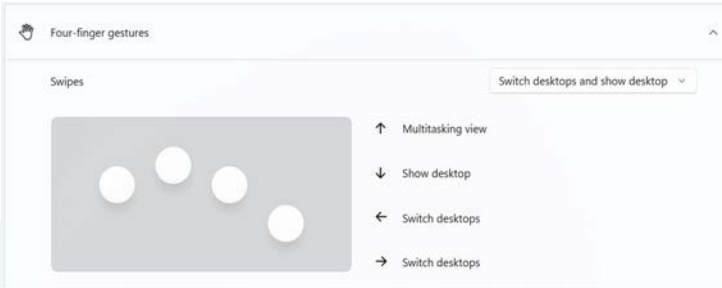 Four-finger gestures
Swipes
Switch desktops and show desktop
Multitasking view
Show desktop
Switch desktops
Switch desktops